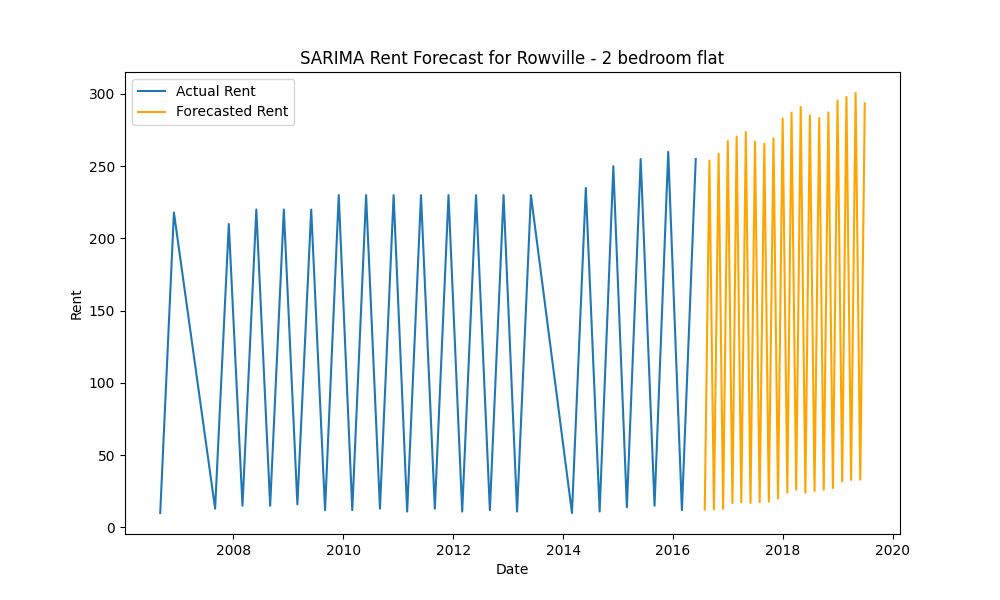 SARIMA Rent Forecast for Rowville - 2 bedroom flat
Actual Rent
Forecasted Rent
300
250
200
150
100
50
0
Rent
2008
2010
2012
2014
2016
2018
2020
Date